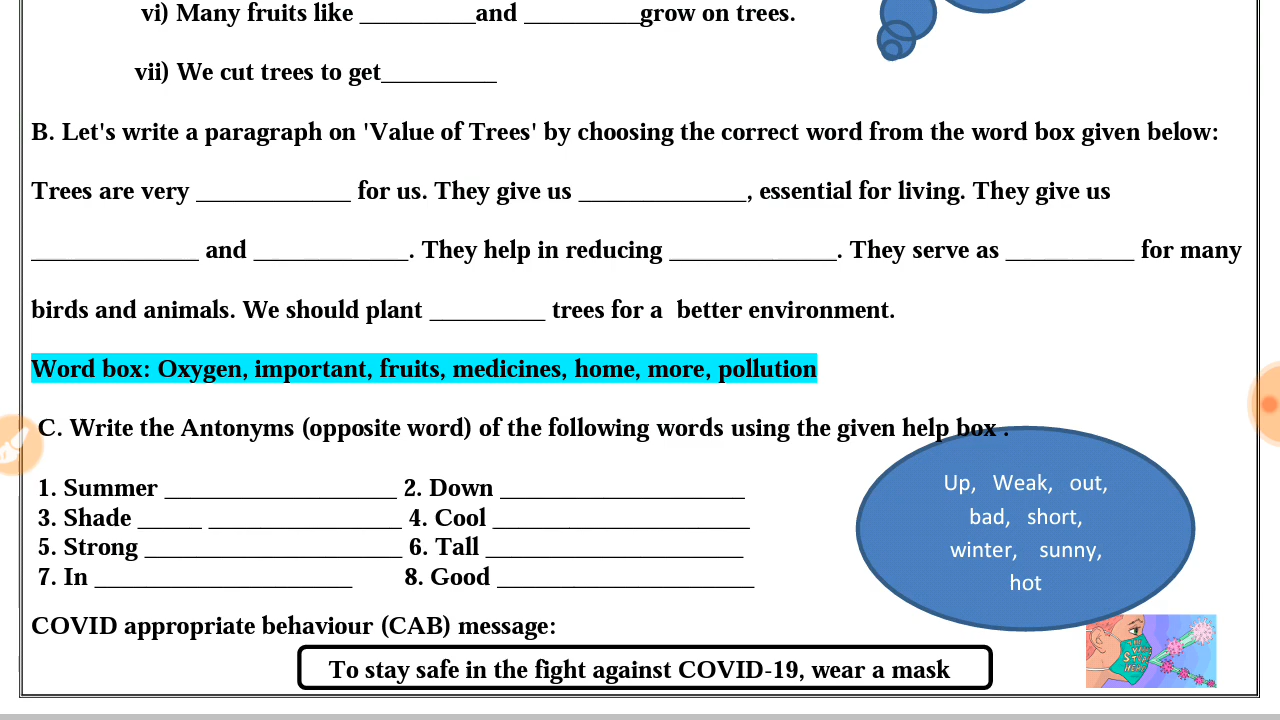 vi) Many fruits like _________and _________grow on trees.
vii) We cut trees to get_________
B. Let's write a paragraph on 'Value of Trees' by choosing the correct word from the word box given below:
Trees are very ____________ for us. They give us _____________, essential for living. They give us
_____________ and ____________. They help in reducing _____________. They serve as __________ for many
birds and animals. We should plant _________ trees for a  better environment.
Word box: Oxygen, important, fruits, medicines, home, more, pollution
C. Write the Antonyms (opposite word) of the following words using the given help box .
1. Summer __________________ 2. Down ___________________
3. Shade _____ _______________ 4. Cool ____________________
5. Strong ____________________ 6. Tall ____________________
7. In ____________________ 8. Good ____________________
Up, Weak, out,
bad, short,
winter, sunny,
hot
COVID appropriate behaviour (CAB) message:
To stay safe in the fight against COVID-19, wear a mask